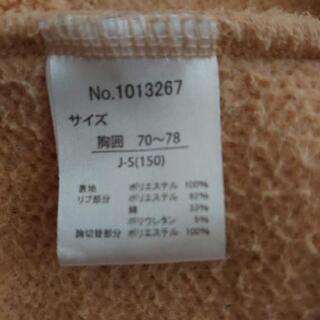 No.1013267
サイズ
胸囲 70〜78
J-S(150)
表地 ポリエステル 100%
リブ部分 ポリエステル 62%
綿 33%
ポリウレタン 5%
胸切替部分 ポリエステル 100%